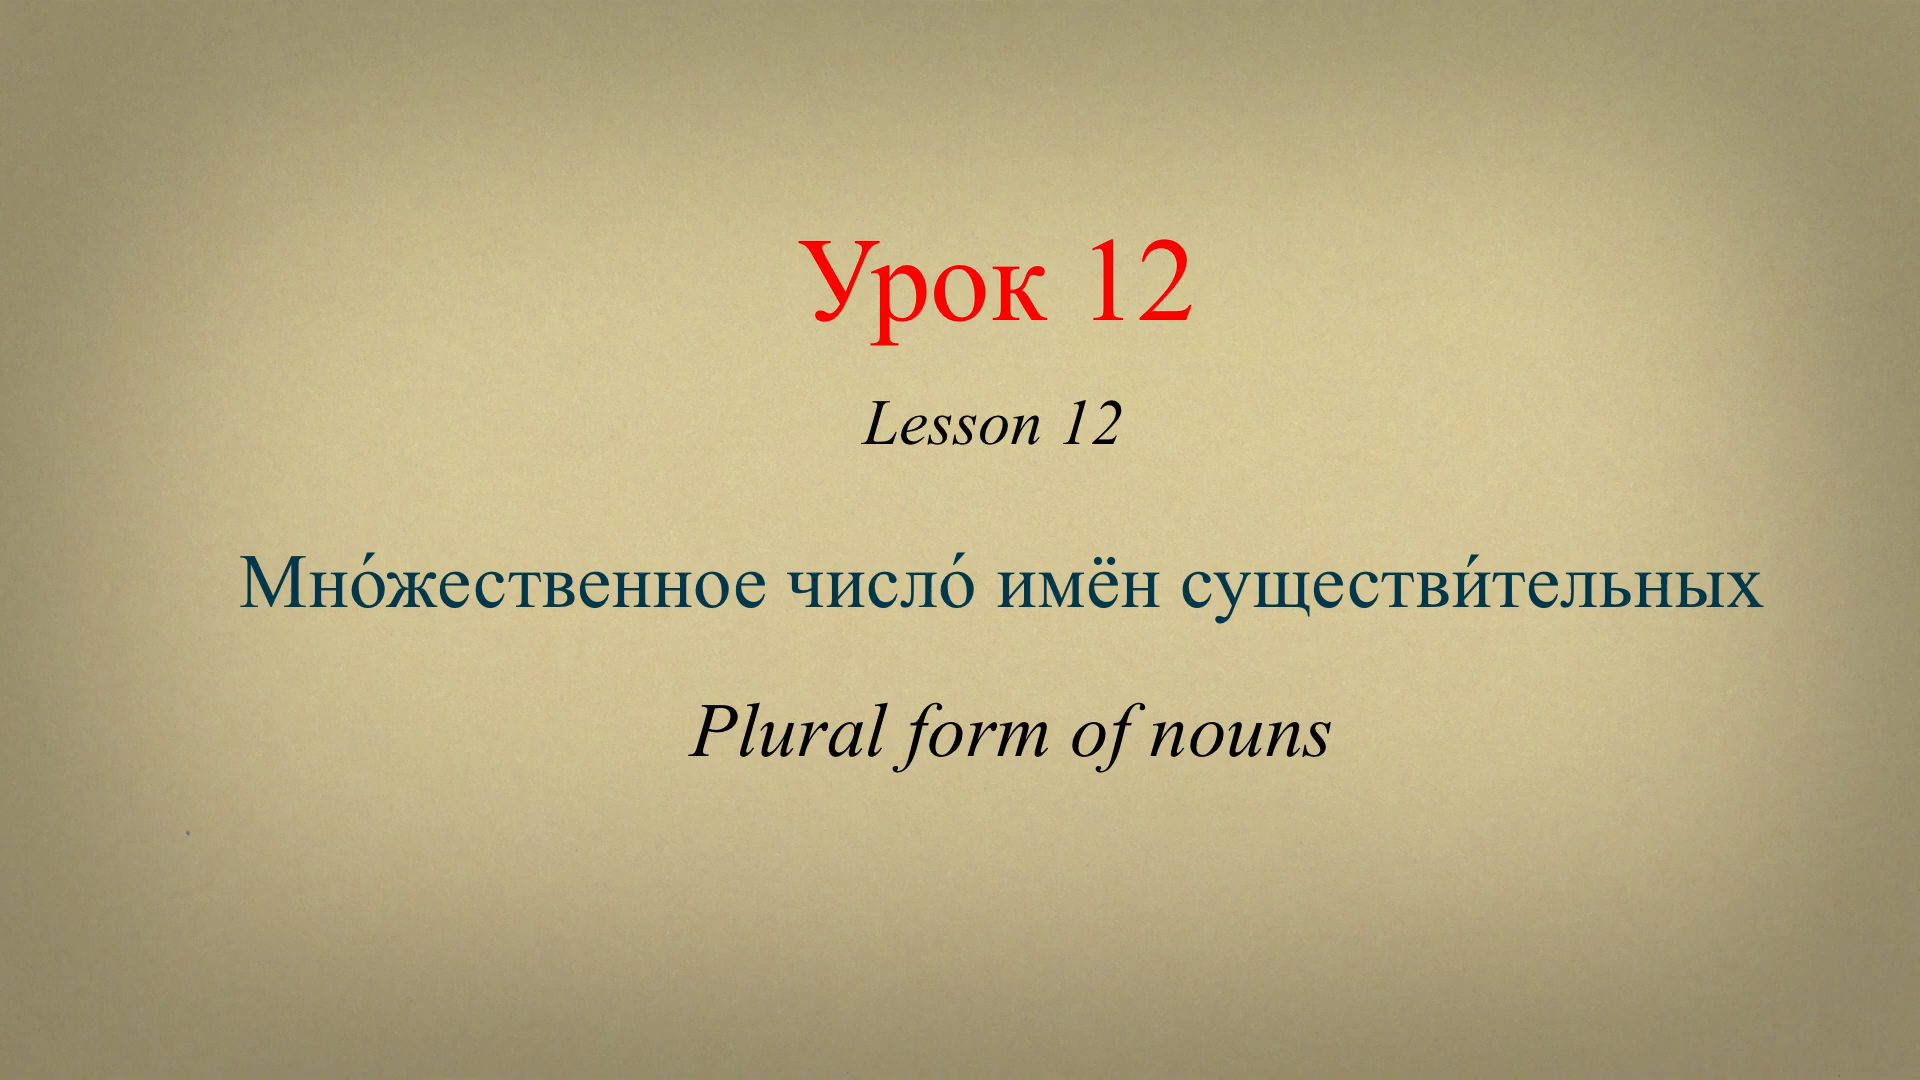 Урок 12
Lesson 12
Мно́жественное число́ имён существи́тельных
Plural form of nouns